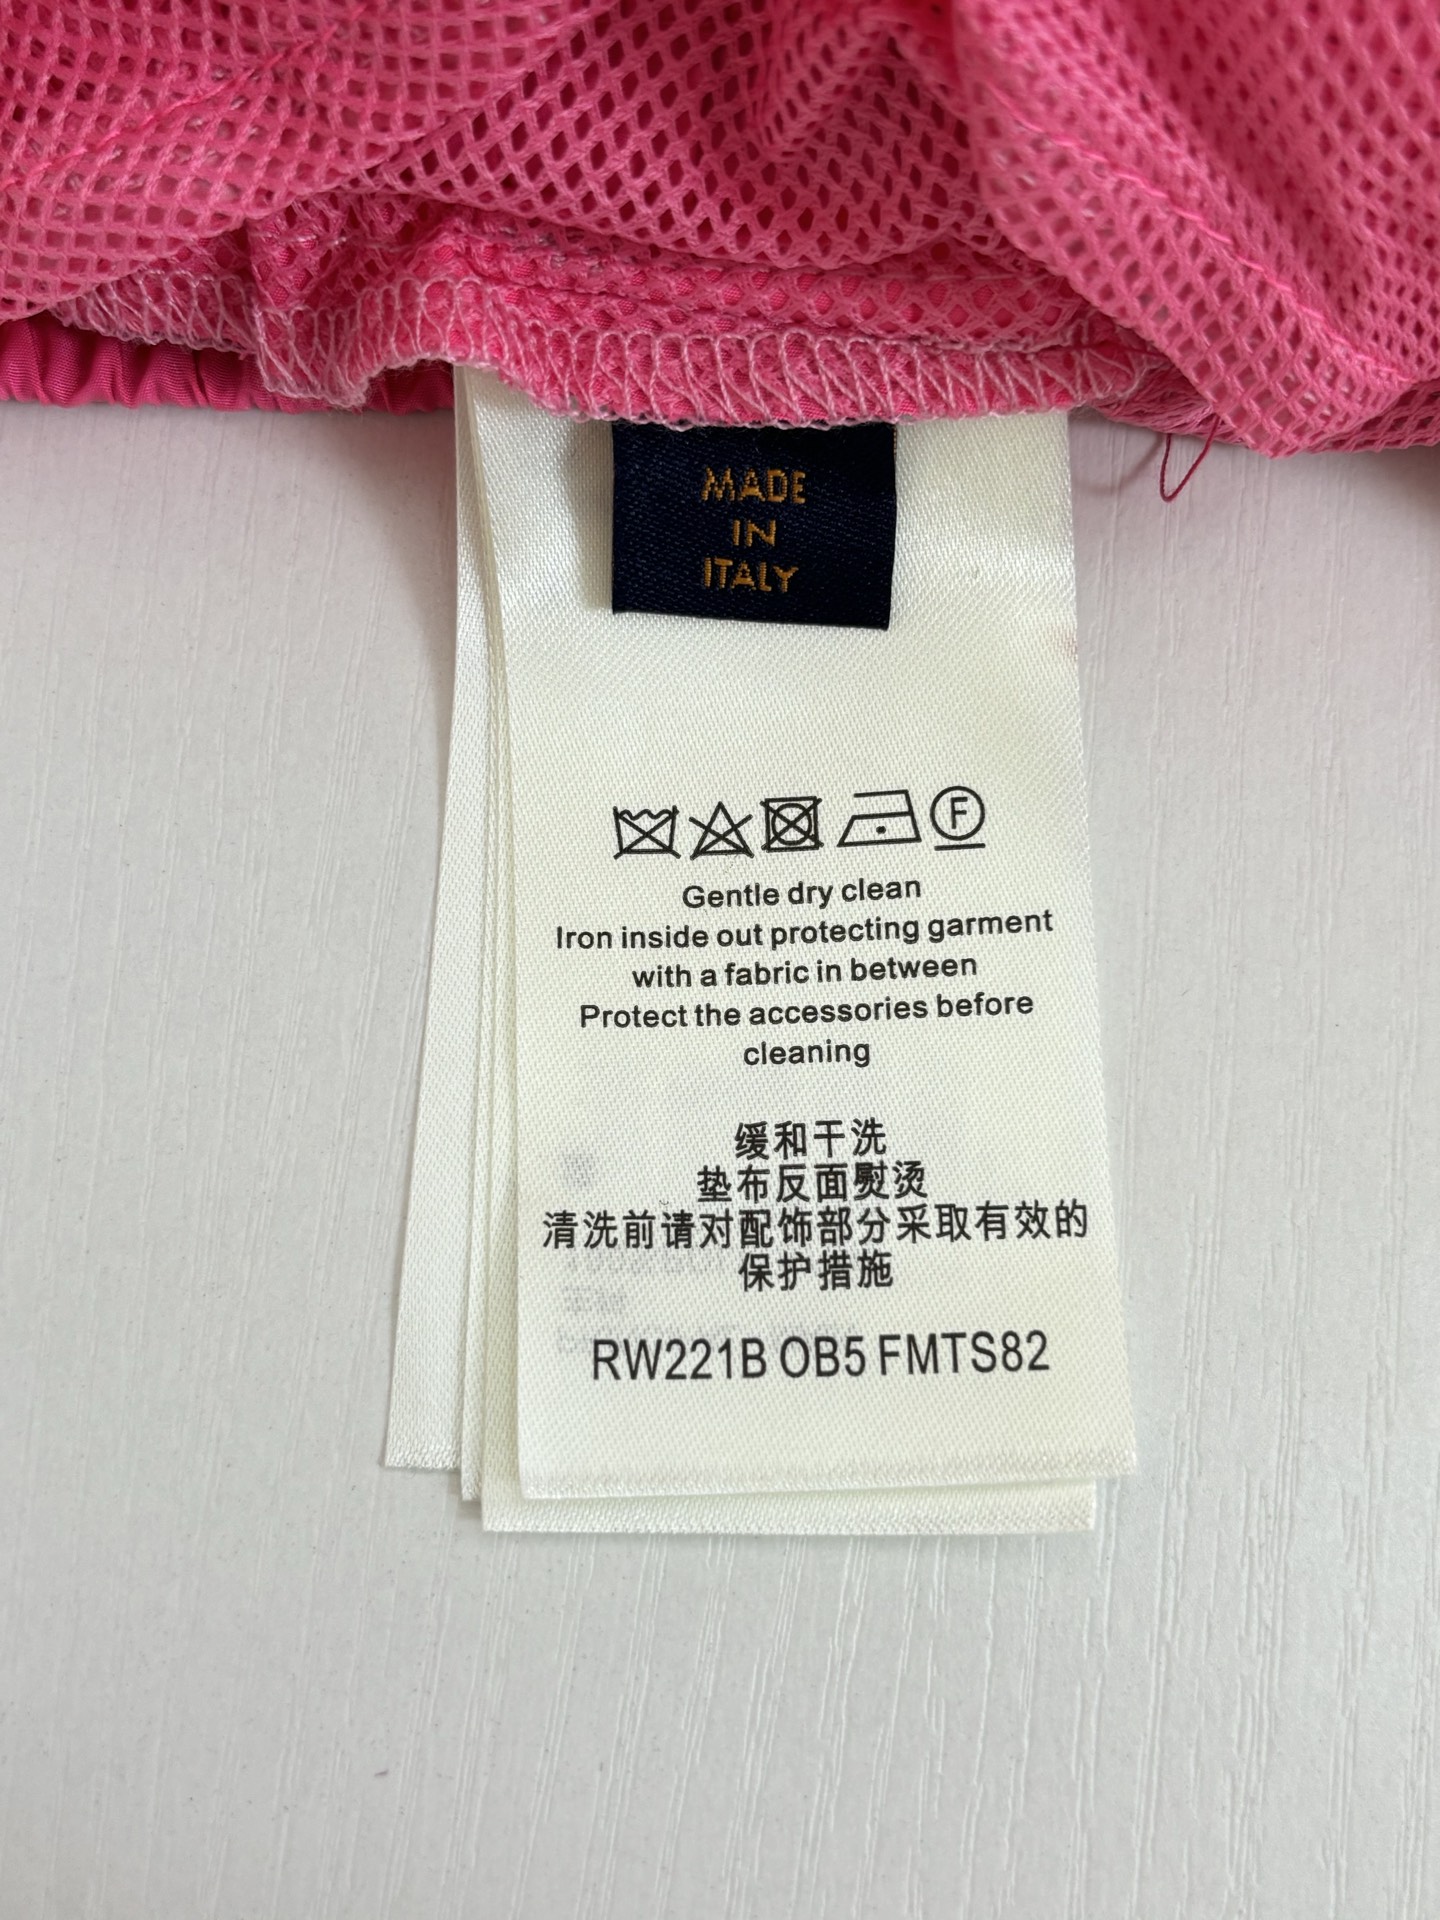 MADE
IN
ITALY
F
Gentle dry clean
Iron inside out protecting garment
with a fabric in between
Protect the accessories before
cleaning
缓和干洗
垫布反面熨烫
清洗前请对配饰部分采取有效的
保护措施
RW221B OB5 FMTS82